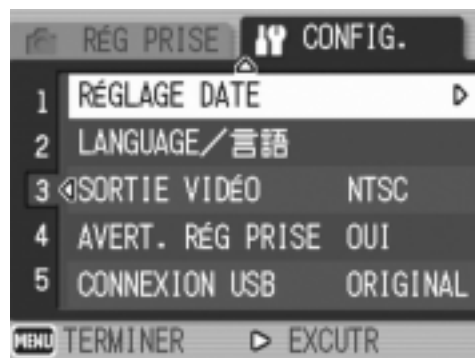 RÉG PRISE CONFIG.
1 RÉGLAGE DATE
2 LANGUAGE/言語
3 SORTIE VIDÉO NTSC
4 AVERT. RÉG PRISE OUI
5 CONNEXION USB ORIGINAL
MENU TERMINER EXCUTR